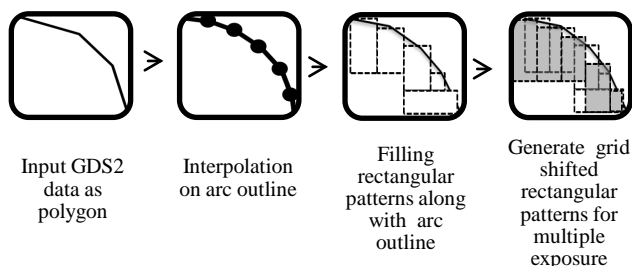 Input GDS2
data as
polygon
Interpolation
on arc outline
Filling
rectangular
patterns along
with arc
outline
Generate grid
shifted
rectangular
patterns for
multiple
exposure